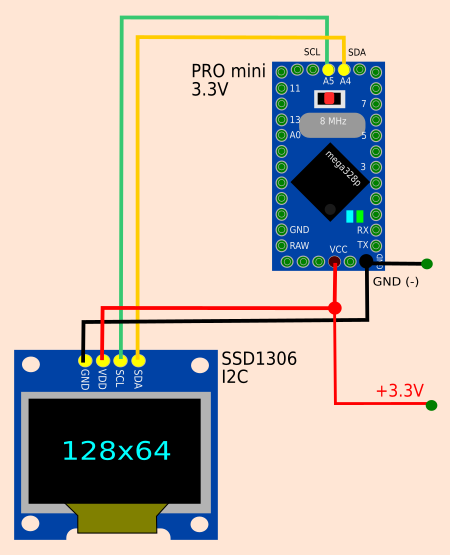 SCL SDA
PRO mini
3.3V
A5 A4
11
7
8 MHz
13
5
A0
mega328p
3
GND
RX
RAW
TX
VCC
GND
GND (-)
SSD1306
I2C
GND
VDD
SCL
SDA
+3.3V
128x64